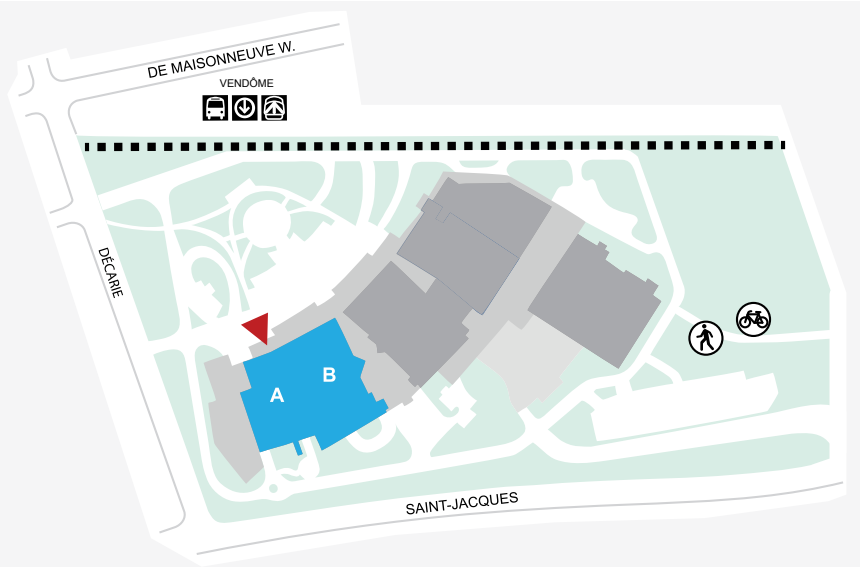 DE MAISONNEUVE W.
VENDÔME
DÉCARIE
B
A
SAINT-JACQUES